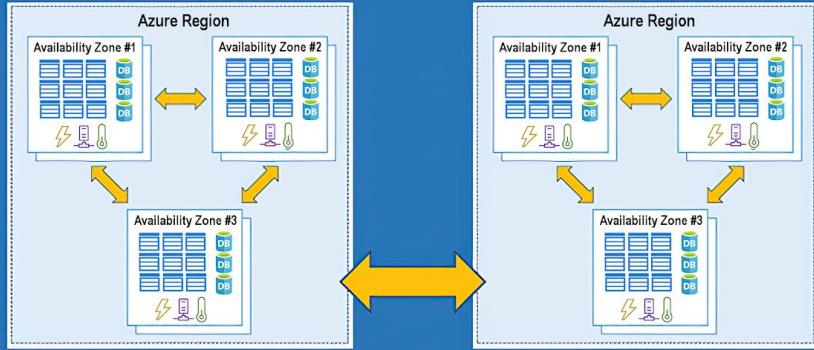 Azure Region
Availability Zone #1
DB
DB
DB
Availability Zone #2
DB
DB
DB
Availability Zone #3
DB
DB
DB
Azure Region
Availability Zone #1
DB
DB
DB
Availability Zone #2
DB
DB
DB
Availability Zone #3
DB
DB
DB